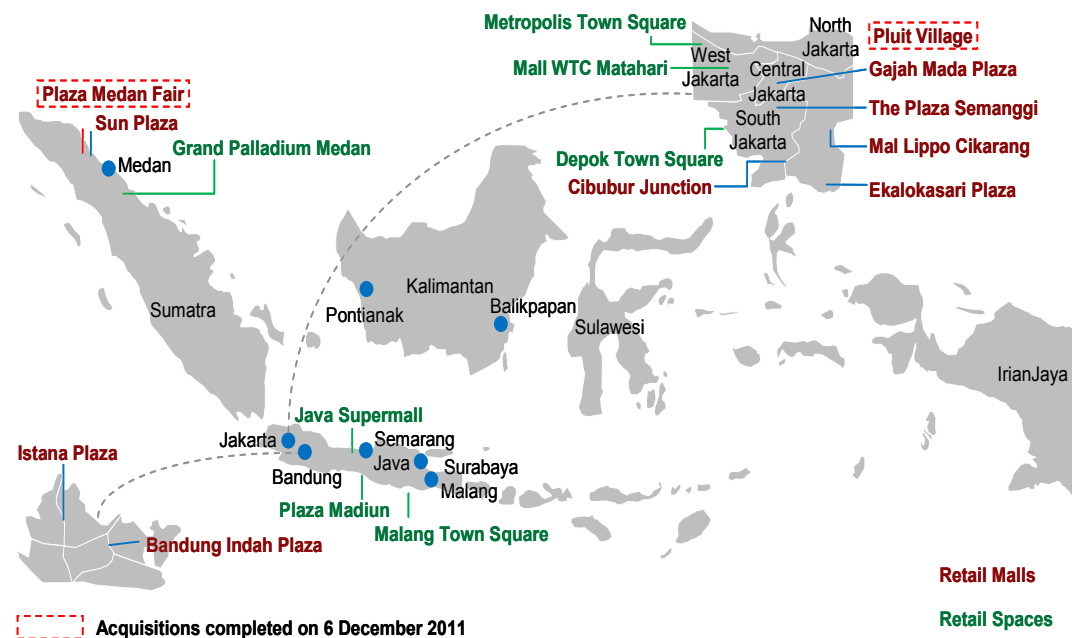 Metropolis Town Square
North
Jakarta
Pluit Village
West
Jakarta
Mall WTC Matahari
Central
Jakarta
Gajah Mada Plaza
Plaza Medan Fair
Sun Plaza
The Plaza Semanggi
South
Jakarta
Grand Palladium Medan
Medan
Depok Town Square
Mal Lippo Cikarang
Cibubur Junction
Ekalokasari Plaza
Sumatra
Kalimantan
Pontianak
Balikpapan
Sulawesi
IrianJaya
Java Supermall
Jakarta
Semarang
Java
Surabaya
Bandung
Malang
Istana Plaza
Plaza Madiun
Malang Town Square
Bandung Indah Plaza
Retail Malls
Retail Spaces
Acquisitions completed on 6 December 2011